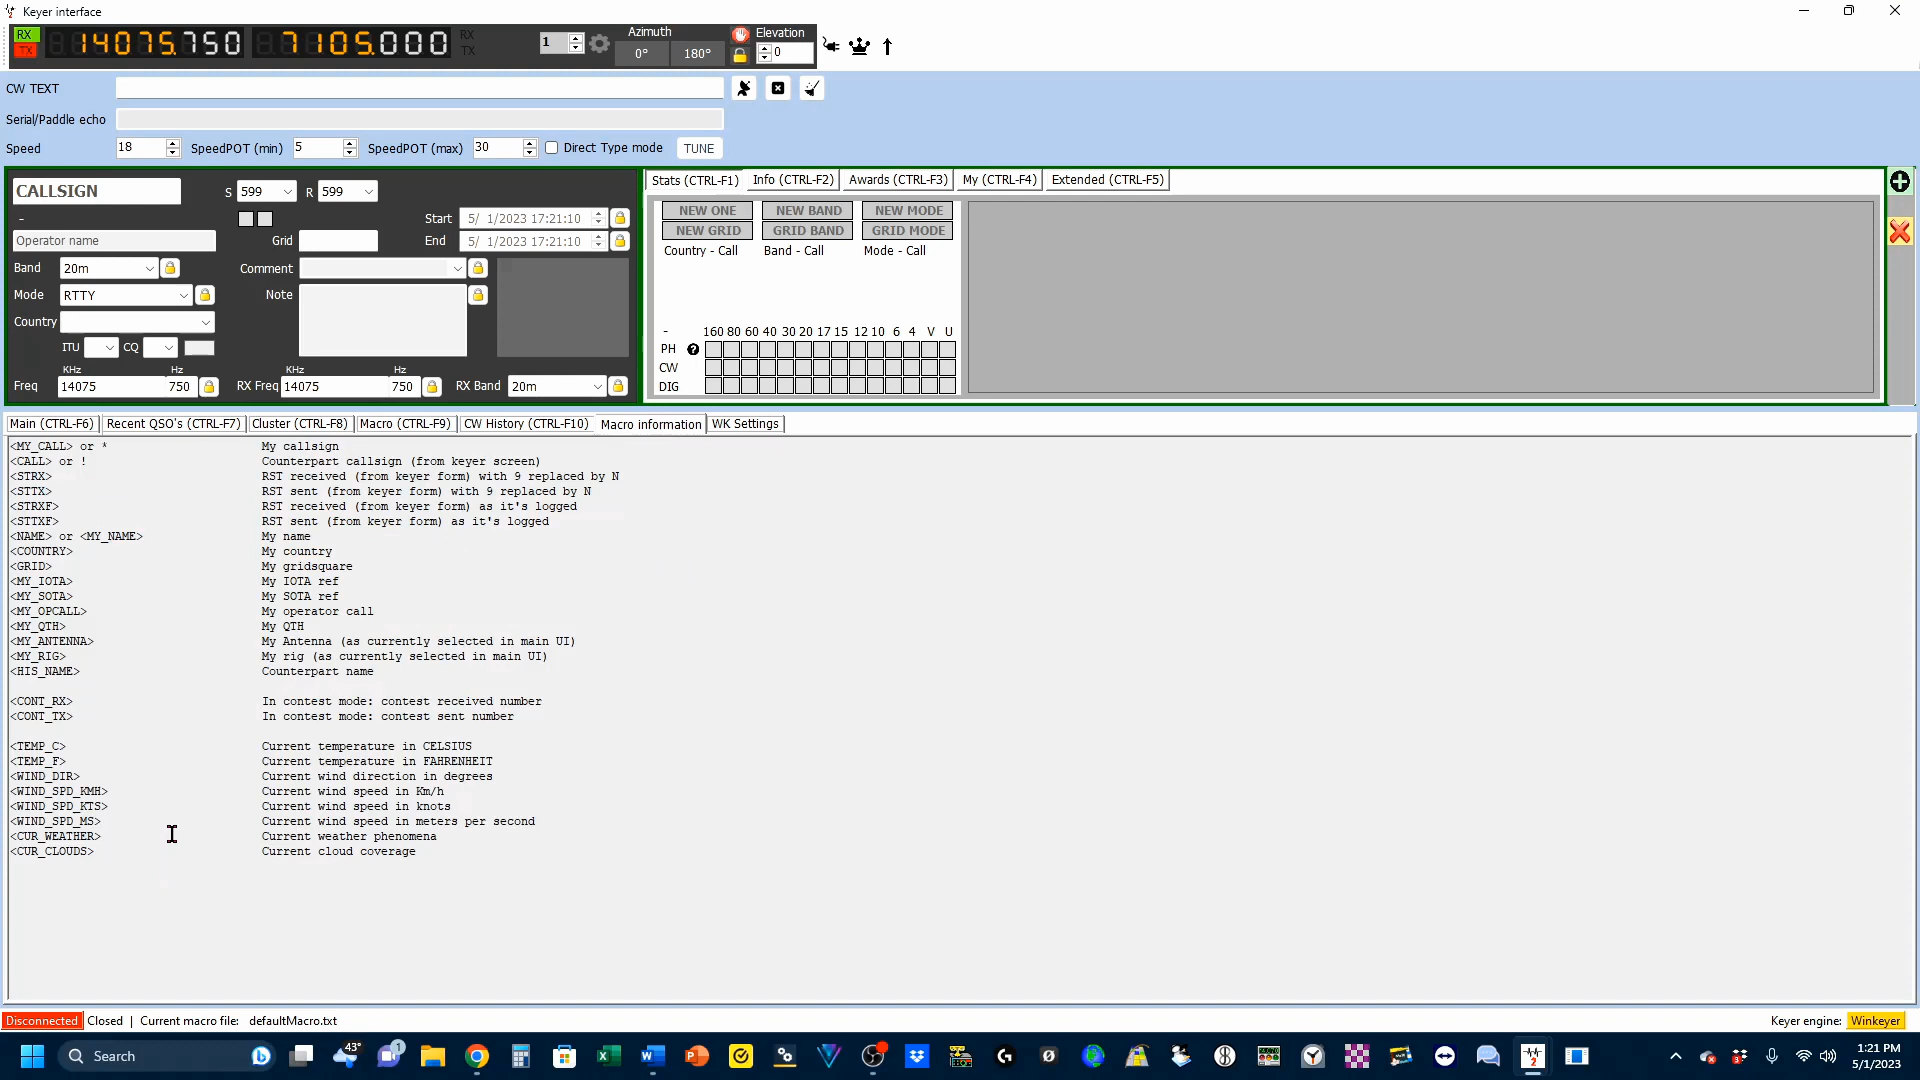 Keyer interface
RX
TX
14075.750
7105.000
RX
TX
1
Azimuth
0°
180°
Elevation
0
CW TEXT
Serial/Paddle echo
Speed
18
SpeedPOT (min)
5
SpeedPOT (max)
30
Direct Type mode
TUNE
CALLSIGN
S
599
R
599
-
Start
5/ 1/2023 17:21:10
Operator name
Grid
End
5/ 1/2023 17:21:10
Band
20m
Comment
Mode
RTTY
Note
Country
ITU
CQ
KHz
Hz
KHz
Hz
Freq
14075
750
RX Freq
14075
750
RX Band
20m
Stats (CTRL-F1)
Info (CTRL-F2)
Awards (CTRL-F3)
My (CTRL-F4)
Extended (CTRL-F5)
NEW ONE
NEW BAND
NEW MODE
NEW GRID
GRID BAND
GRID MODE
Country - Call
Band - Call
Mode - Call
- 160 80 60 40 30 20 17 15 12 10 6 4 V U
PH
CW
DIG
Main (CTRL-F6)
Recent QSO's (CTRL-F7)
Cluster (CTRL-F8)
Macro (CTRL-F9)
CW History (CTRL-F10)
Macro information
WK Settings
<MY_CALL> or * My callsign
<CALL> or ! Counterpart callsign (from keyer screen)
<STRX> RST received (from keyer form) with 9 replaced by N
<STTX> RST sent (from keyer form) with 9 replaced by N
<STRXF> RST received (from keyer form) as it's logged
<STTXF> RST sent (from keyer form) as it's logged
<NAME> or <MY_NAME> My name
<COUNTRY> My country
<GRID> My gridsquare
<MY_IOTA> My IOTA ref
<MY_SOTA> My SOTA ref
<MY_OPCALL> My operator call
<MY_QTH> My QTH
<MY_ANTENNA> My Antenna (as currently selected in main UI)
<MY_RIG> My rig (as currently selected in main UI)
<HIS_NAME> Counterpart name
<CONT_RX> In contest mode: contest received number
<CONT_TX> In contest mode: contest sent number
<TEMP_C> Current temperature in CELSIUS
<TEMP_F> Current temperature in FAHRENHEIT
<WIND_DIR> Current wind direction in degrees
<WIND_SPD_KMH> Current wind speed in Km/h
<WIND_SPD_KTS> Current wind speed in knots
<WIND_SPD_MS> Current wind speed in meters per second
<CUR_WEATHER> Current weather phenomena
<CUR_CLOUDS> Current cloud coverage
Disconnected
Closed | Current macro file: defaultMacro.txt
Keyer engine:
Winkeyer
Search
43°
1
1:21 PM
5/1/2023